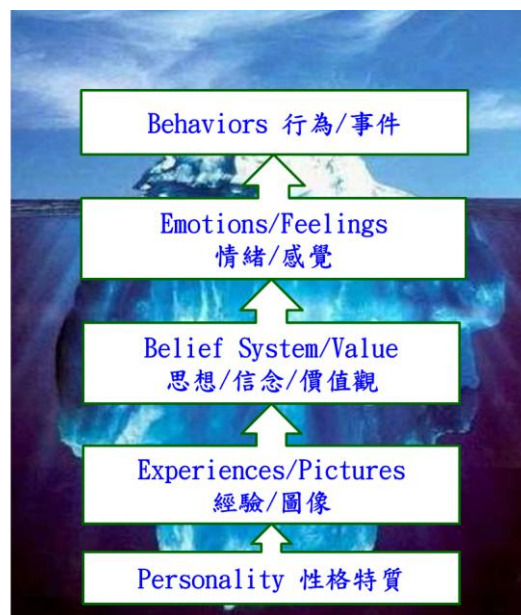 Behaviors 行為/事件
Emotions/Feelings
情緒/感覺
Belief System/Value
思想/信念/價值觀
Experiences/Pictures
經驗/圖像
Personality 性格特質